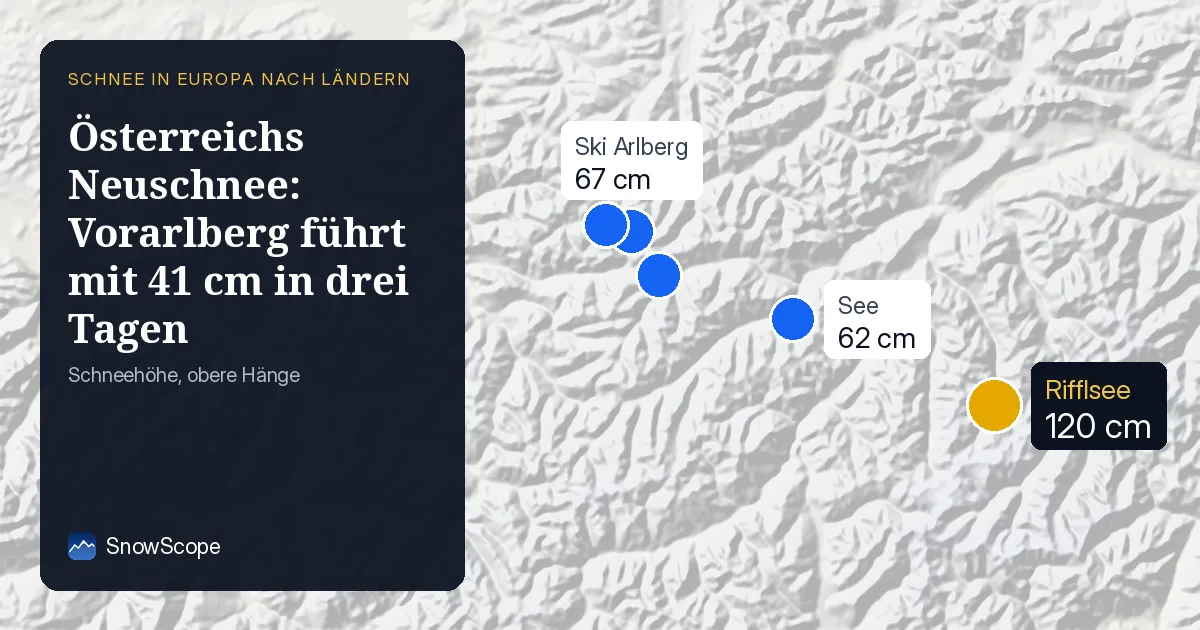 SCHNEE IN EUROPA NACH LÄNDERN
Österreichs
Neuschnee:
Vorarlberg führt
mit 41 cm in drei
Tagen
Schneehöhe, obere Hänge
SnowScope
Ski Arlberg
67 cm
See
62 cm
Rifflsee
120 cm